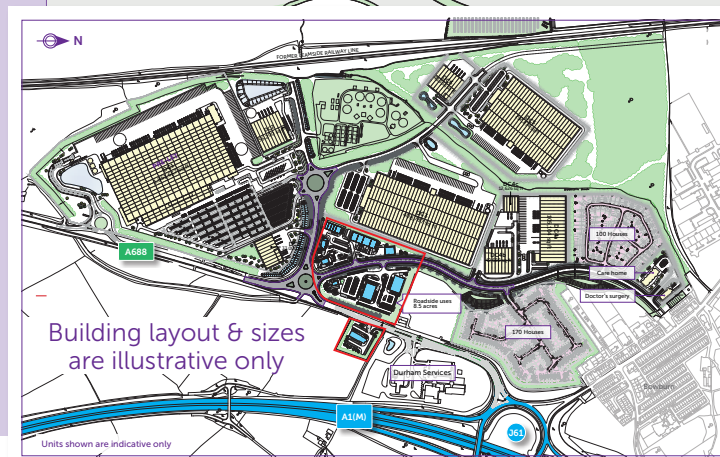 N
FORMER LEAMSIDE RAILWAY LINE
A688
100 Houses
Care home
Doctor's surgery
Roadside uses
8.5 acres
170 Houses
Building layout & sizes
are illustrative only
Durham Services
Bowburn
A1(M)
J61
Units shown are indicative only